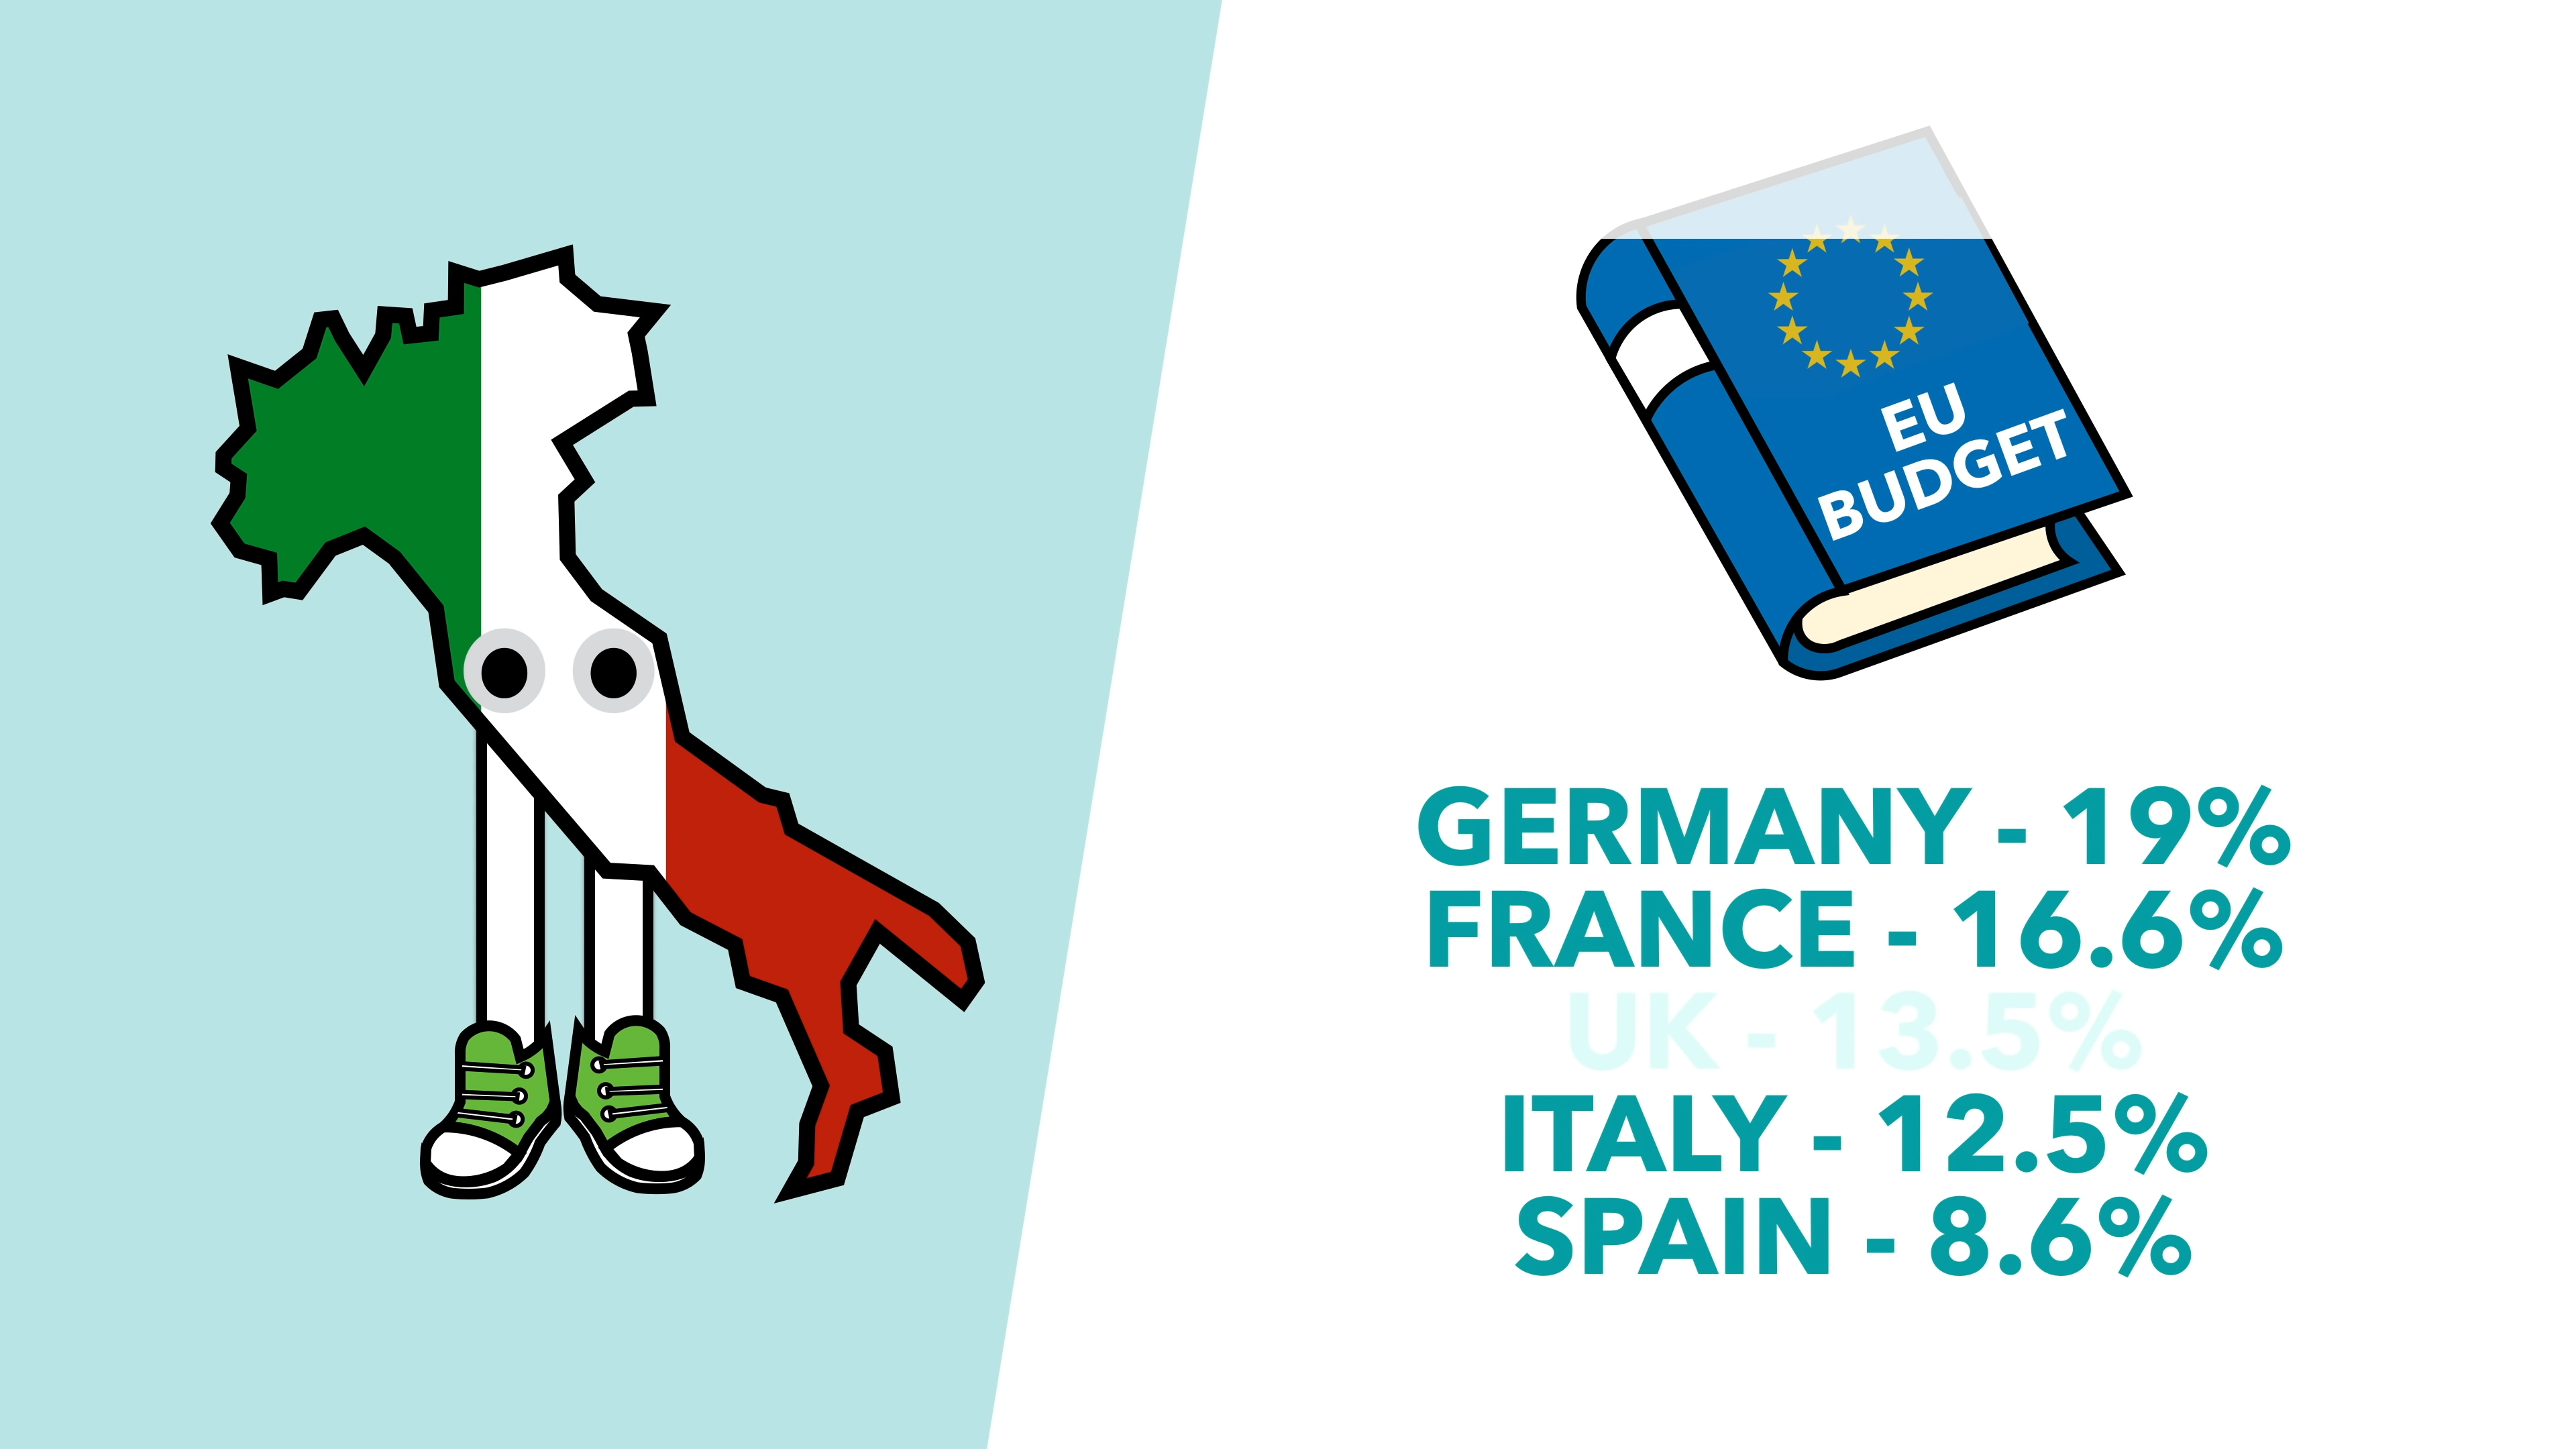 EU
BUDGET
GERMANY - 19%
FRANCE - 16.6%
UK - 13.5%
ITALY - 12.5%
SPAIN - 8.6%